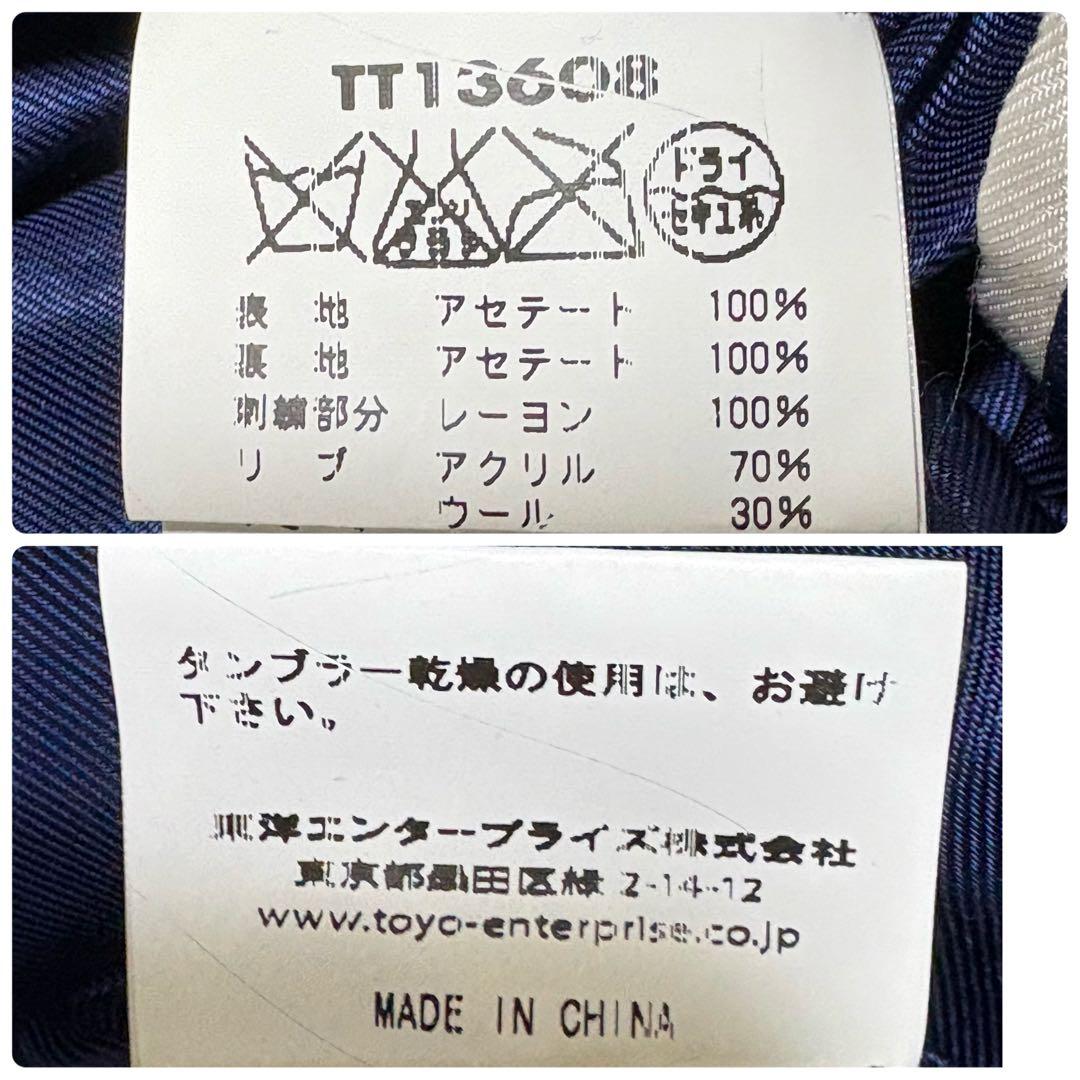 TT13608
ドライ
セキユ系
表 地 アセテート 100%
裏 地 アセテート 100%
刺繍部分 レーヨン 100%
リブ アクリル 70%
ウール 30%
タンブラー乾燥の使用は、お避け
下さい。
東洋エンタープライズ株式会社
東京都墨田区緑 2-14-12
www.toyo-enterprise.co.jp
MADE IN CHINA